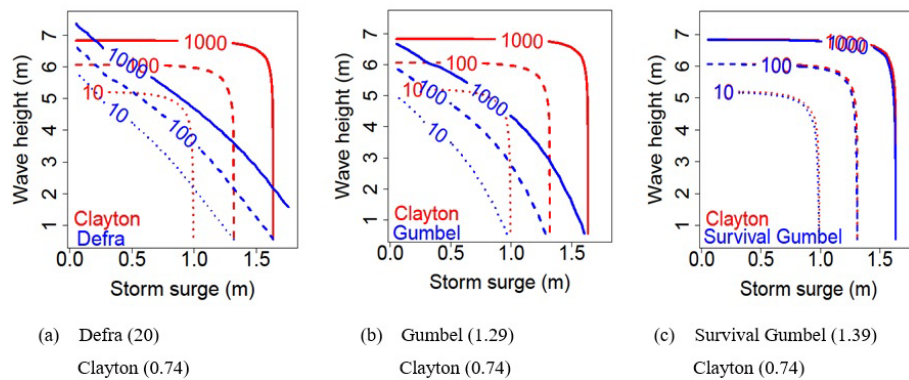 Wave height (m)
7
6
5
4
3
2
1
1000
1000
100
100
10
10
Clayton
Defra
0.0
0.5
1.0
1.5
Storm surge (m)
(a) Defra (20)
Clayton (0.74)
Wave height (m)
7
6
5
4
3
2
1
1000
100
100
1000
10
10
Clayton
Gumbel
0.0
0.5
1.0
1.5
Storm surge (m)
(b) Gumbel (1.29)
Clayton (0.74)
Wave height (m)
7
6
5
4
3
2
1
1000
1000
100
100
10
10
Clayton
Survival Gumbel
0.0
0.5
1.0
1.5
Storm surge (m)
(c) Survival Gumbel (1.39)
Clayton (0.74)